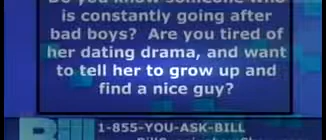 Do you know someone who
is constantly going after
bad boys? Are you tired of
her dating drama, and want
to tell her to grow up and
find a nice guy?
Bill
1-855-YOU-ASK-BILL